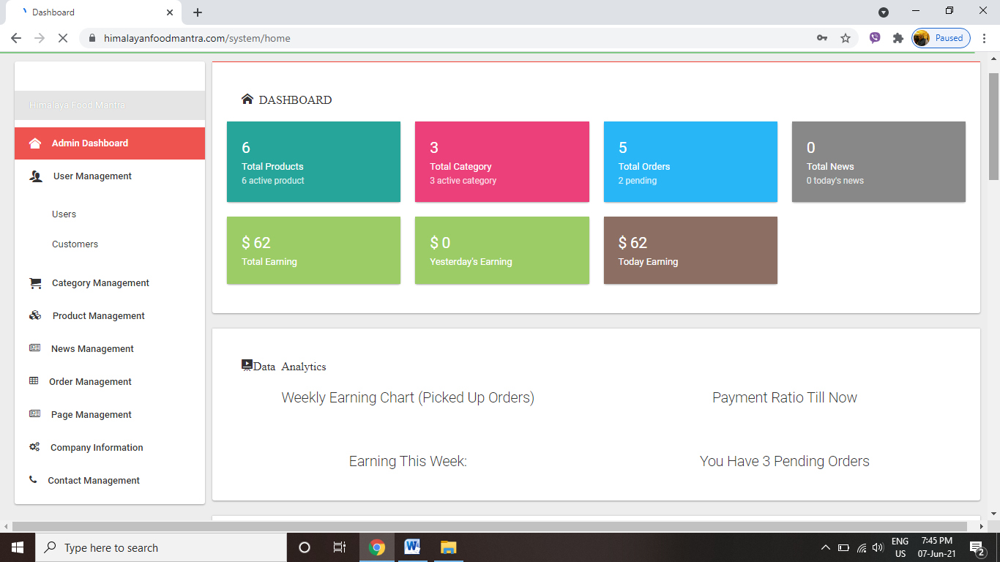 Dashboard
himalayanfoodmantra.com/system/home
Paused
Himalaya Food Mantra
Admin Dashboard
User Management
Users
Customers
Category Management
Product Management
News Management
Order Management
Page Management
Company Information
Contact Management
DASHBOARD
6
Total Products
6 active product
3
Total Category
3 active category
5
Total Orders
2 pending
0
Total News
0 today's news
$ 62
Total Earning
$ 0
Yesterday's Earning
$ 62
Today Earning
Data Analytics
Weekly Earning Chart (Picked Up Orders)
Payment Ratio Till Now
Earning This Week:
You Have 3 Pending Orders
Type here to search
ENG
US
7:45 PM
07-Jun-21
2